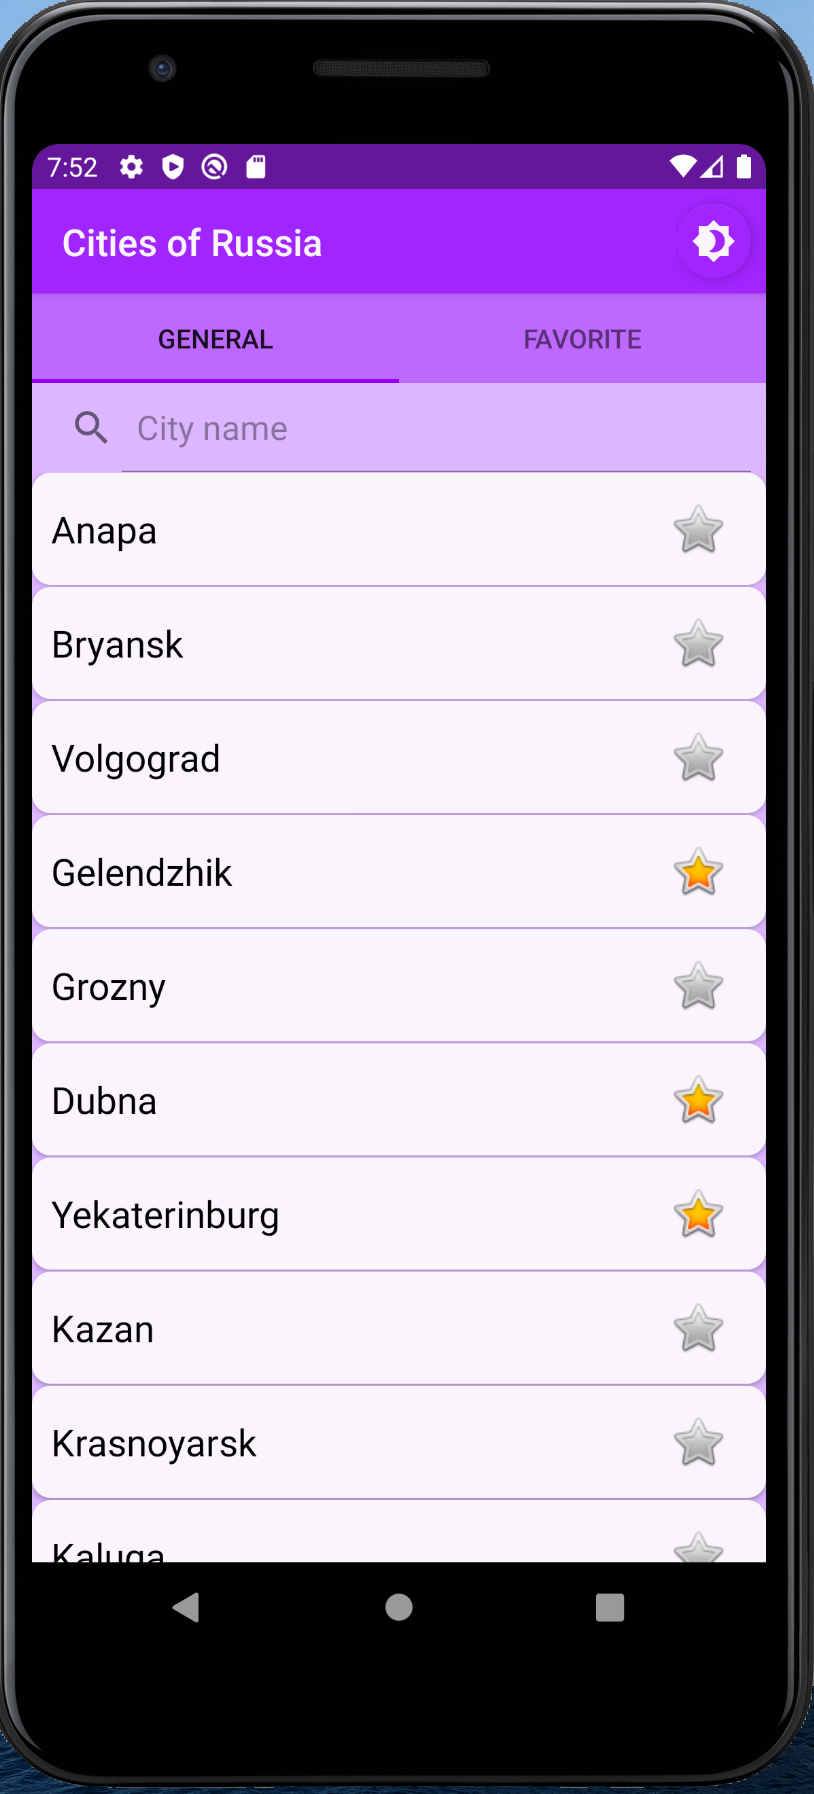 7:52
Cities of Russia
GENERAL FAVORITE
City name
Anapa
Bryansk
Volgograd
Gelendzhik
Grozny
Dubna
Yekaterinburg
Kazan
Krasnoyarsk
Kaluga